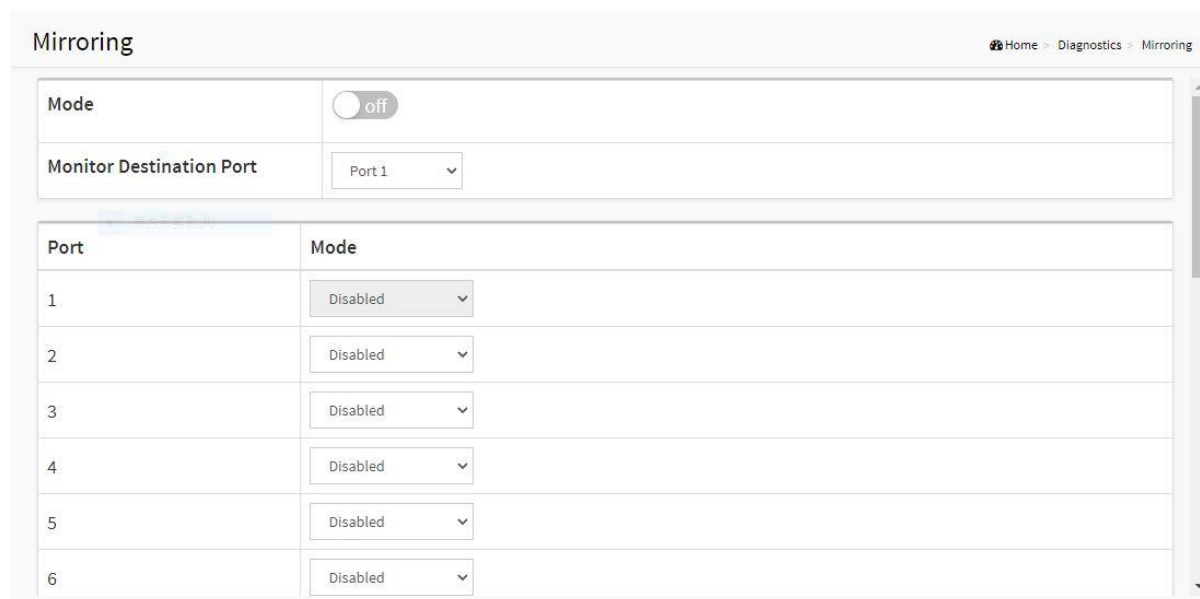 Mirroring
Home > Diagnostics > Mirroring
Mode off
Monitor Destination Port Port 1
Port Mode
1 Disabled
2 Disabled
3 Disabled
4 Disabled
5 Disabled
6 Disabled